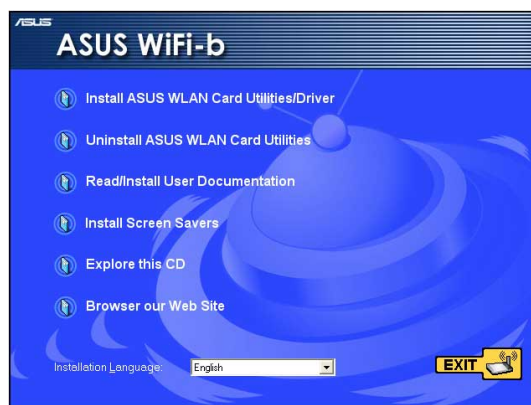 ASUS
ASUS WiFi-b
Install ASUS WLAN Card Utilities/Driver
Uninstall ASUS WLAN Card Utilities
Read/Install User Documentation
Install Screen Savers
Explore this CD
Browser our Web Site
Installation Language: English
EXIT